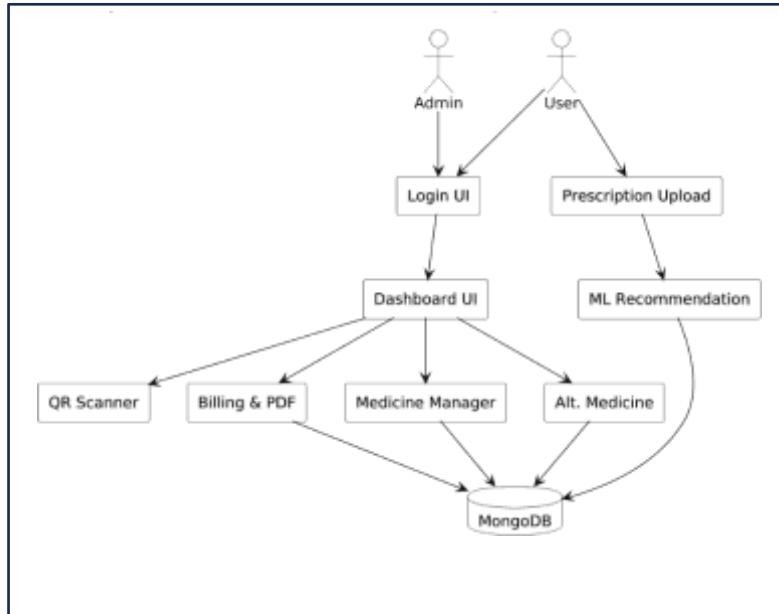 Admin
User
Login UI
Prescription Upload
Dashboard UI
ML Recommendation
QR Scanner
Billing & PDF
Medicine Manager
Alt. Medicine
MongoDB